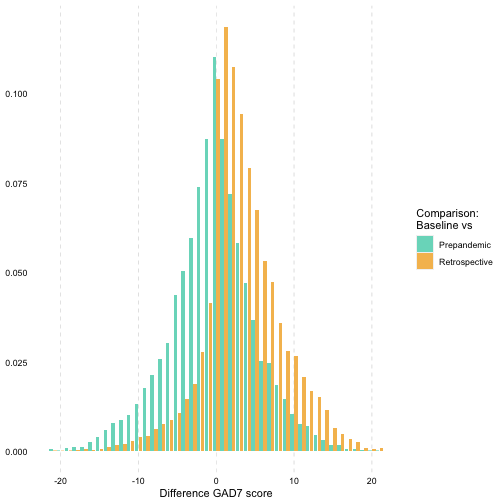 0.100
0.075
0.050
0.025
0.000
-20
-10
0
10
20
Difference GAD7 score
Comparison:
Baseline vs
Prepandemic
Retrospective